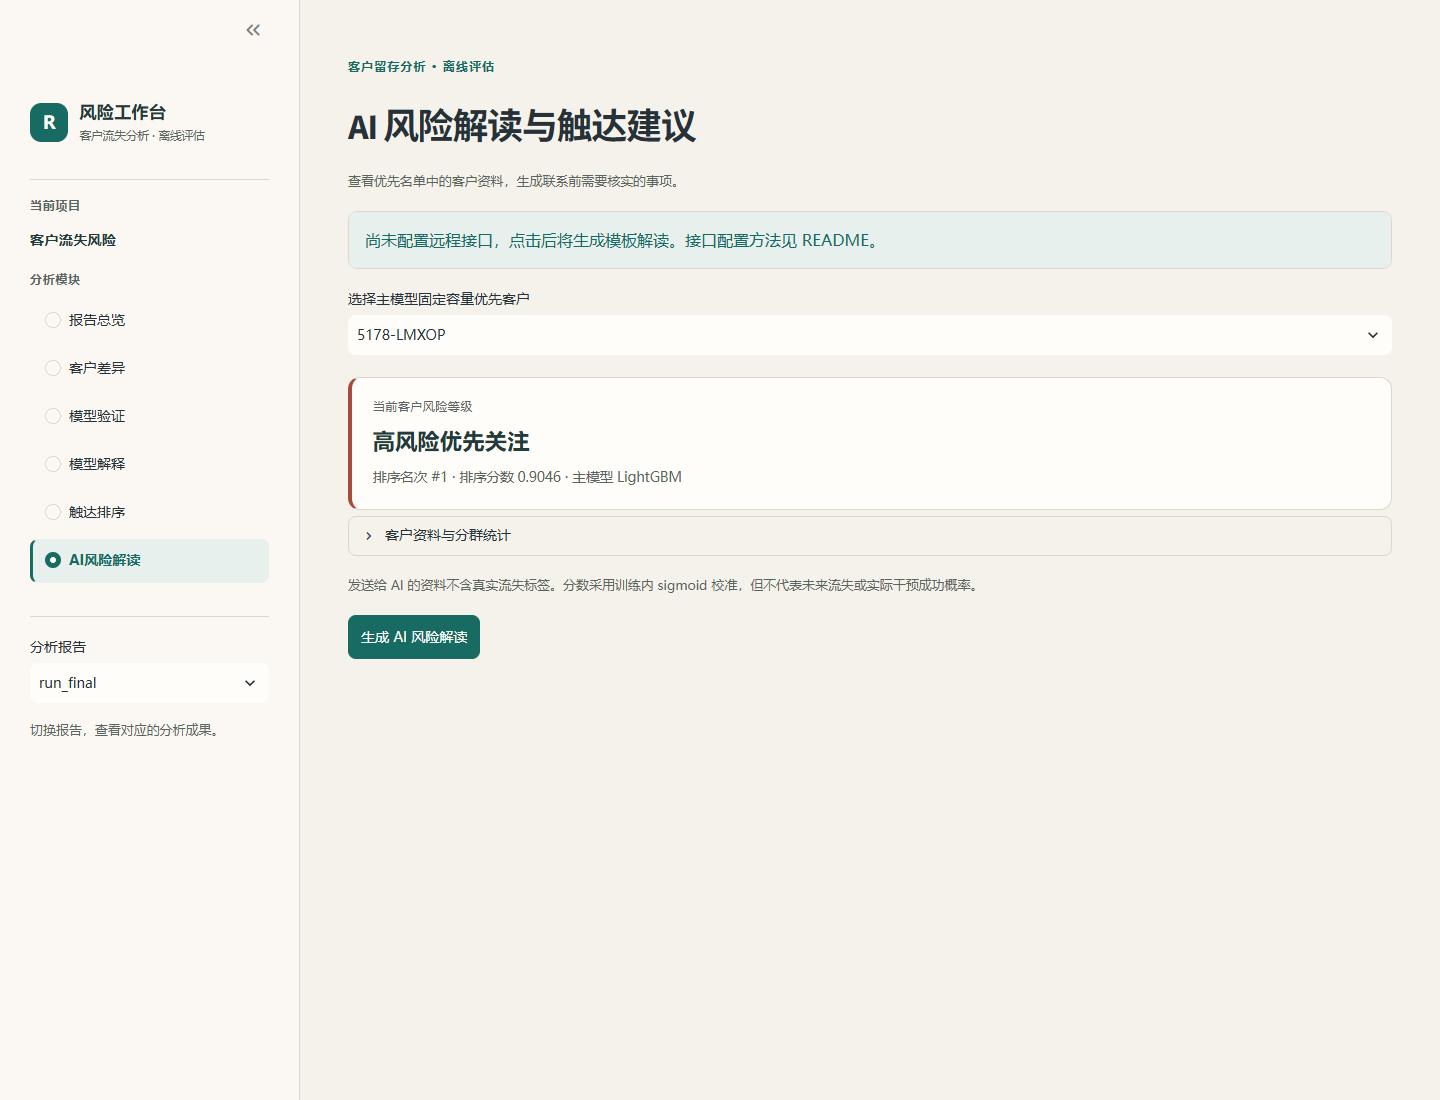 R
风险工作台
客户流失分析 · 离线评估
当前项目
客户流失风险
分析模块
报告总览
客户差异
模型验证
模型解释
触达排序
AI风险解读
分析报告
run_final
切换报告，查看对应的分析成果。
客户留存分析 • 离线评估
AI 风险解读与触达建议
查看优先名单中的客户资料，生成联系前需要核实的事项。
尚未配置远程接口，点击后将生成模板解读。接口配置方法见 README。
选择主模型固定容量优先客户
5178-LMXOP
当前客户风险等级
高风险优先关注
排序名次 #1 · 排序分数 0.9046 · 主模型 LightGBM
客户资料与分群统计
发送给 AI 的资料不含真实流失标签。分数采用训练内 sigmoid 校准，但不代表未来流失或实际干预成功概率。
生成 AI 风险解读